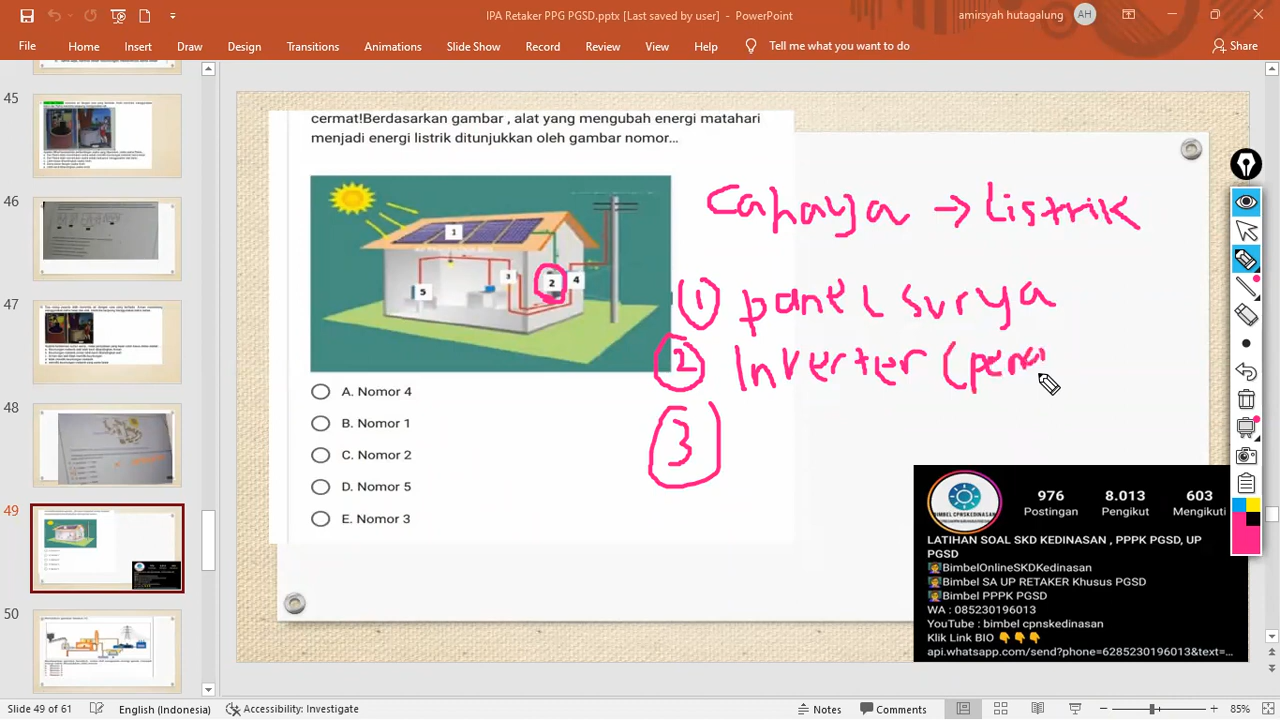 IPA Retaker PPG PGSD.pptx [Last saved by user] - PowerPoint
amirsyah hutagalung
AH
File
Home
Insert
Draw
Design
Transitions
Animations
Slide Show
Record
Review
View
Help
Tell me what you want to do
Share
45
46
47
48
49
50
cermat!Berdasarkan gambar , alat yang mengubah energi matahari
menjadi energi listrik ditunjukkan oleh gambar nomor...
1
2
3
4
5
A. Nomor 4
B. Nomor 1
C. Nomor 2
D. Nomor 5
E. Nomor 3
Cahaya → Listrik
1 panel surya
2 Inverter (pena
3
BIMBEL CPNSKEDINASAN
976
8.013
603
Postingan
Pengikut
Mengikuti
LATIHAN SOAL SKD KEDINASAN , PPPK PGSD, UP
PGSD
BimbelOnlineSKDKedinasan
Bimbel SA UP RETAKER Khusus PGSD
Bimbel PPPK PGSD
WA : 085230196013
YouTube : bimbel cpnskedinasan
Klik Link BIO 👇👇👇
api.whatsapp.com/send?phone=6285230196013&text=...
Slide 49 of 61
English (Indonesia)
Accessibility: Investigate
Notes
Comments
85%